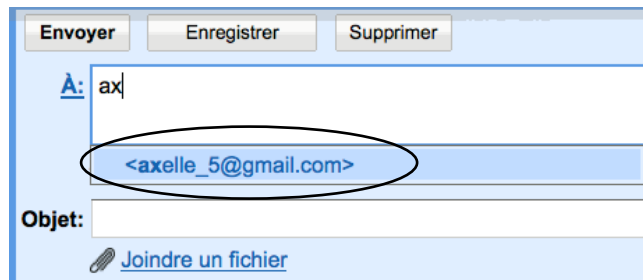 Envoyer Enregistrer Supprimer
À: ax
<axelle_5@gmail.com>
Objet:
Joindre un fichier